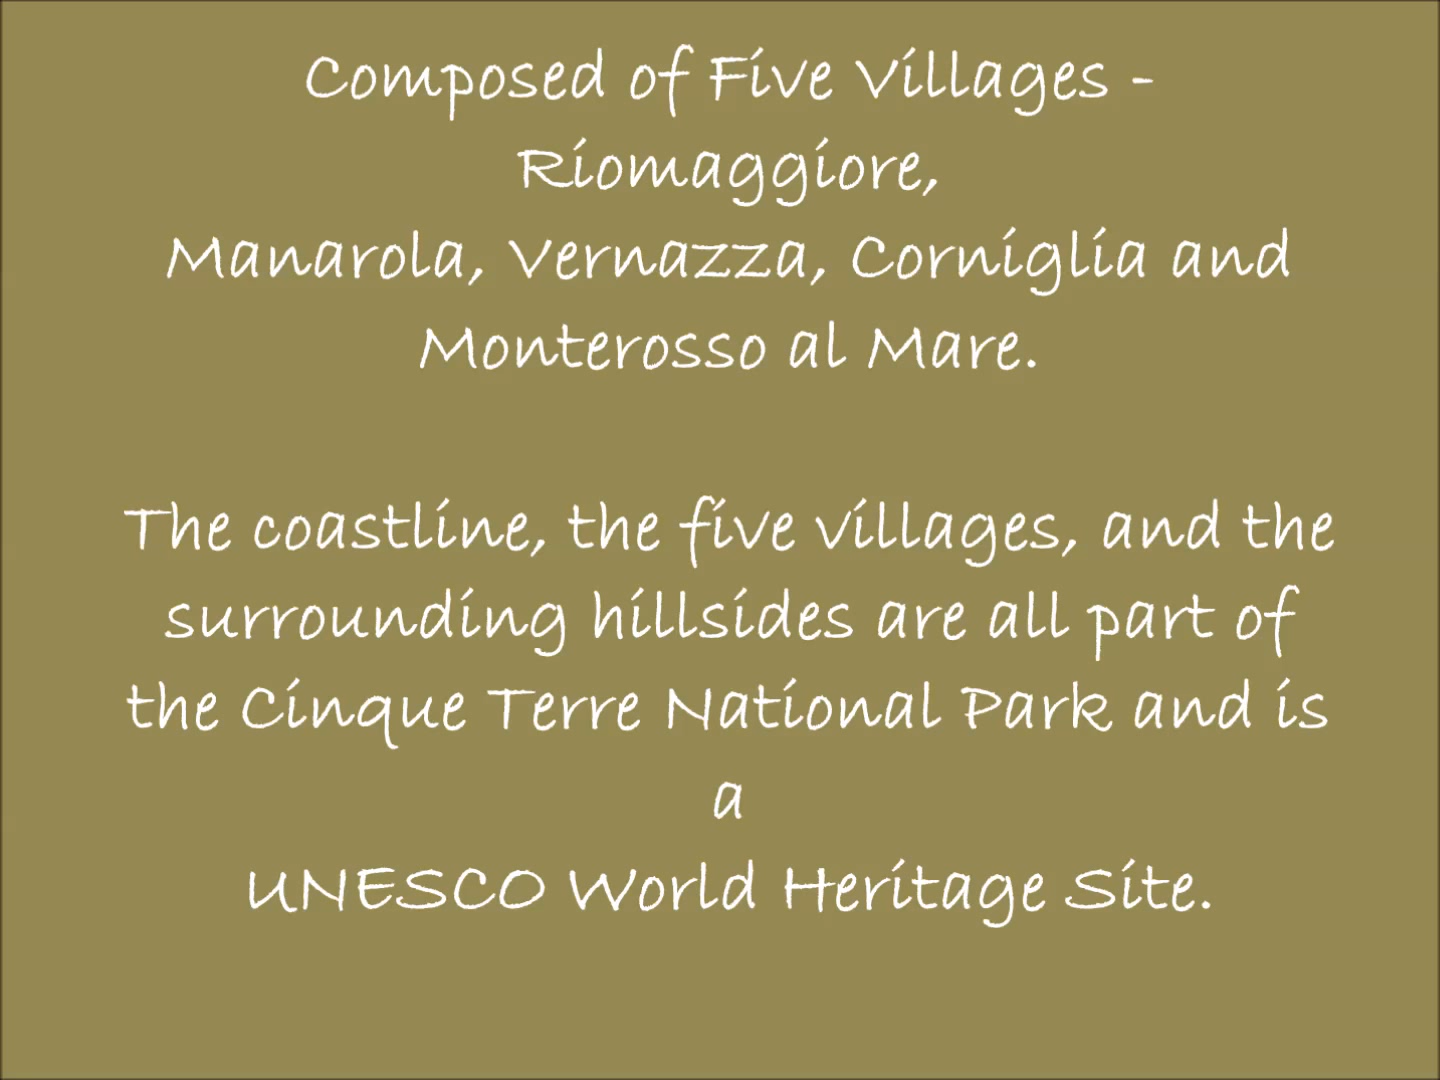 Composed of Five Villages -
Riomaggiore,
Manarola, Vernazza, Corniglia and
Monterosso al Mare.
The coastline, the five villages, and the
surrounding hillsides are all part of
the Cinque Terre National Park and is
a
UNESCO World Heritage Site.